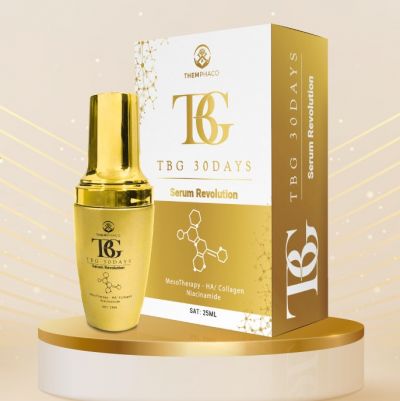 THEMPHACO
TBG
TBG 30DAYS
Serum Revolution
MesoTherapy - HA/ Collagen
Niacinamide
SAT: 25ML
TBG
TBG 30DAYS
Serum Revolution
THEMPHACO
TBG
TBG 30DAYS
Serum Revolution
MesoTherapy - HA/ Collagen
Niacinamide